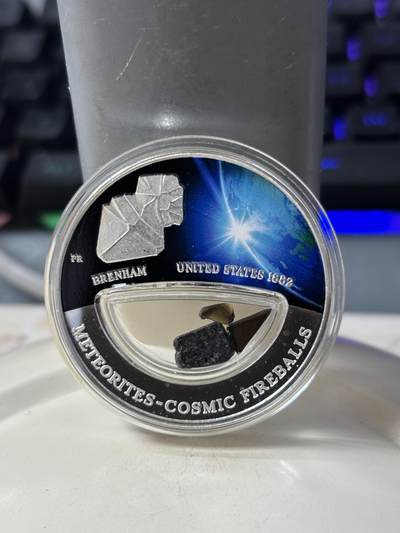 PR
BRENHAM
UNITED STATES 1882
METEORITES-COSMIC FIREBALLS